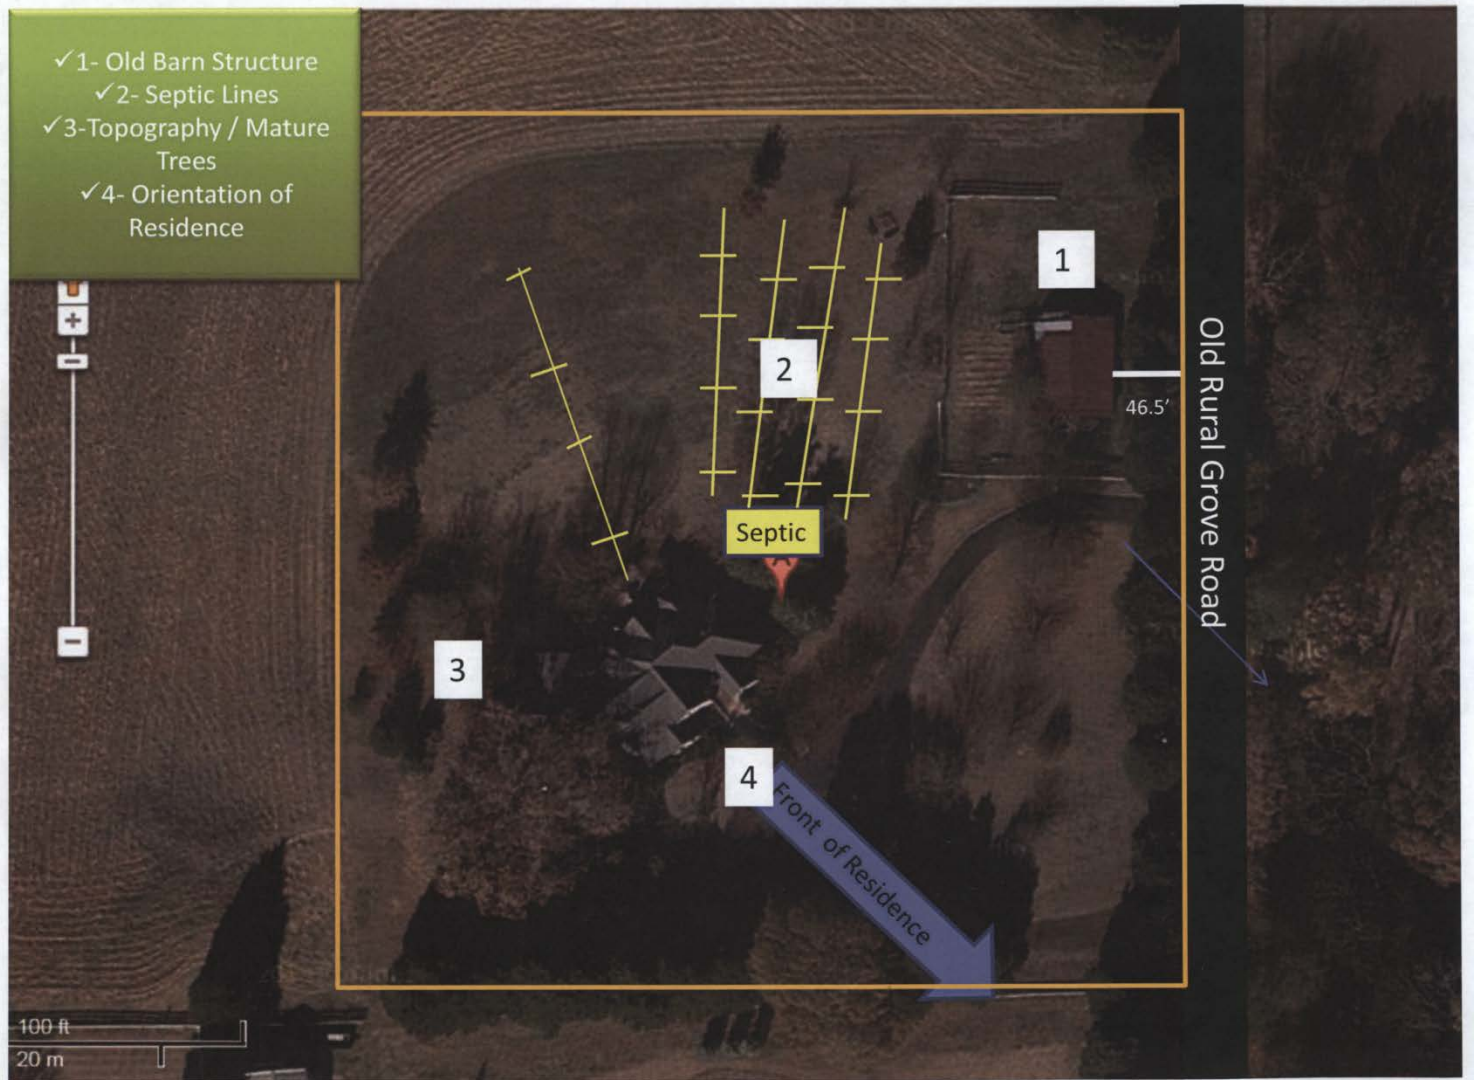 ✓1- Old Barn Structure
✓2- Septic Lines
✓3-Topography / Mature
Trees
✓4- Orientation of
Residence
1
2
46.5’
Old Rural Grove Road
Septic
A
3
4
Front of Residence
100 ft
20 m